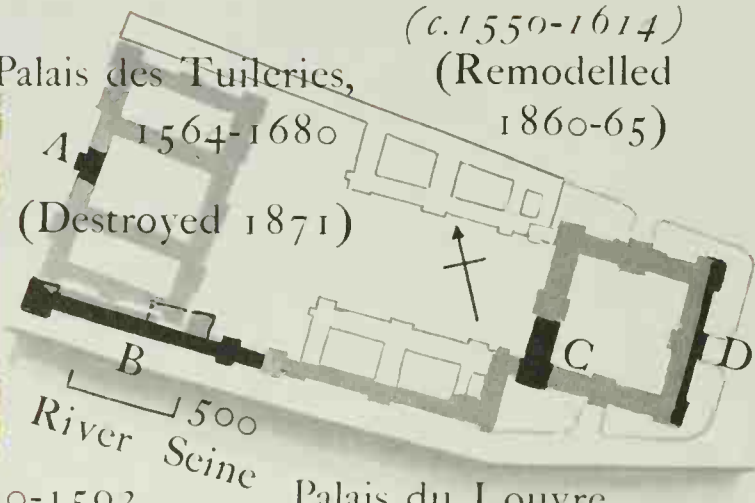 (c. 1550-1614)
Palais des Tuileries,
(Remodelled
1564-1680
1860-65)
A
(Destroyed 1871)
C
D
B
500
River Seine
Palais du Louvre